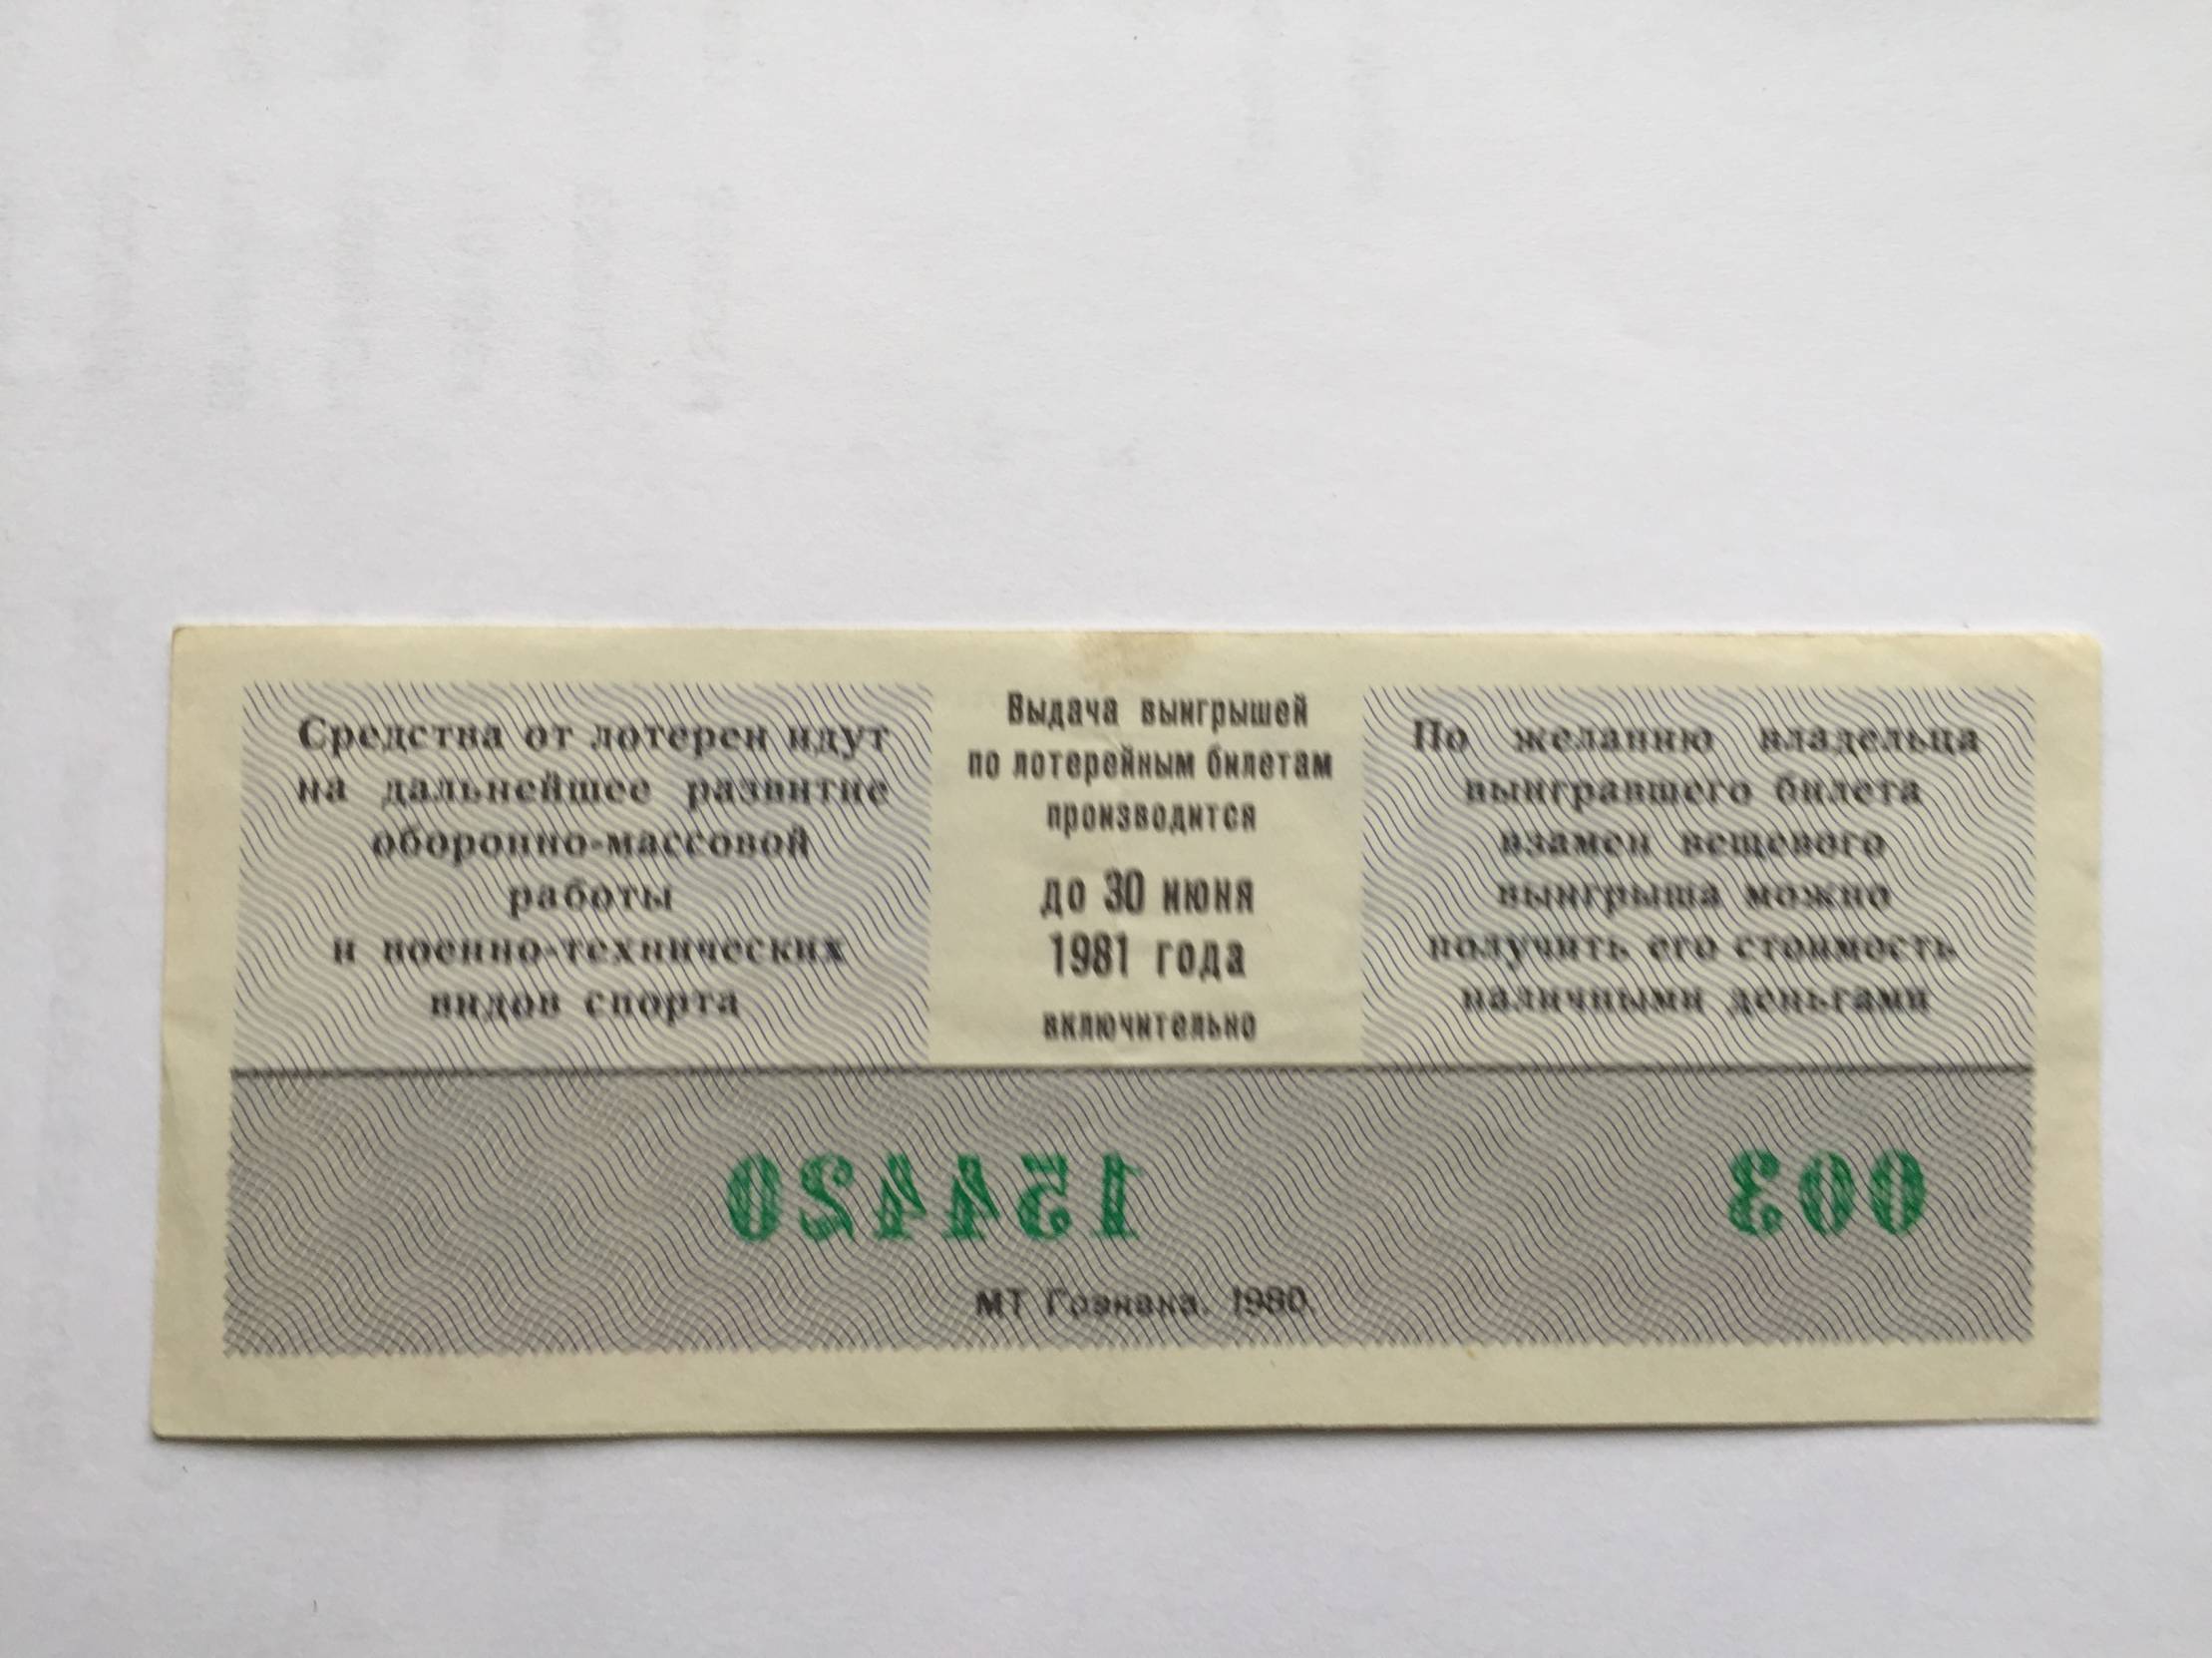 Средства от лотереи идут
на дальнейшее развитие
оборонно-массовой
работы
и военно-технических
видов спорта
Выдача выигрышей
по лотерейным билетам
производится
до 30 июня
1981 года
включительно
По желанию владельца
выигравшего билета
взамен вещевого
выигрыша можно
получить его стоимость
наличными деньгами
154420
003
МТ Гознака. 1980.